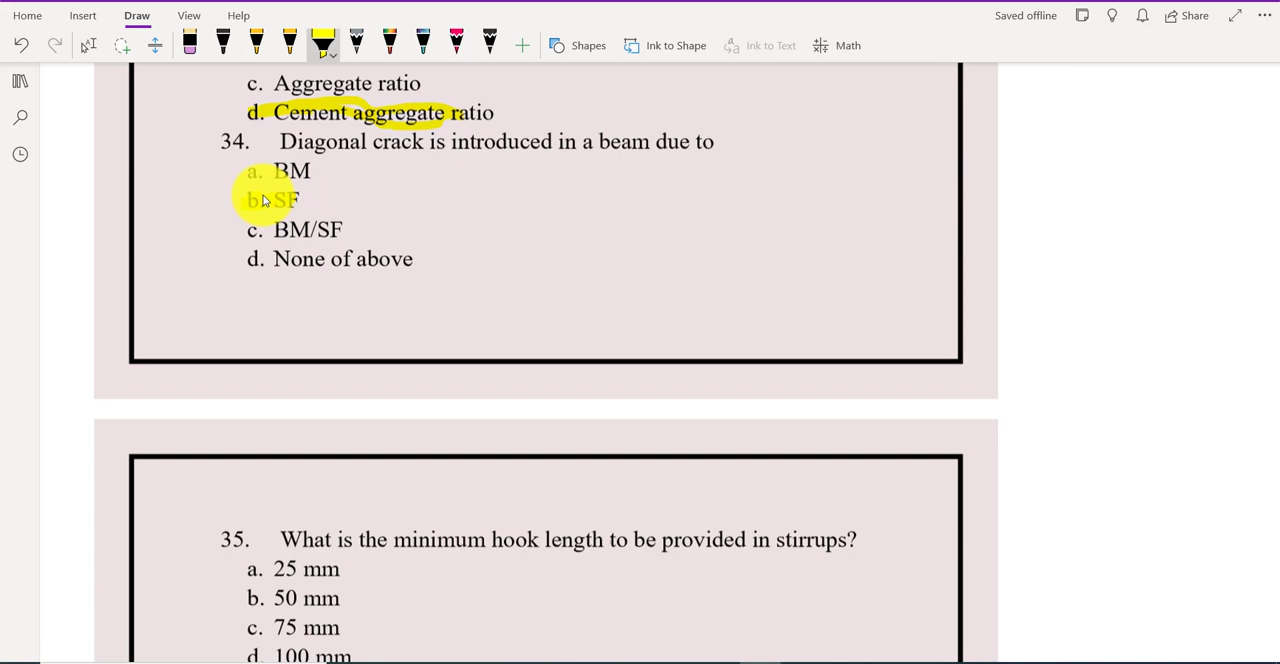 Home Insert Draw View Help Saved offline Share
Shapes Ink to Shape Ink to Text Math
c. Aggregate ratio
d. Cement aggregate ratio
34. Diagonal crack is introduced in a beam due to
a. BM
b. SF
c. BM/SF
d. None of above
35. What is the minimum hook length to be provided in stirrups?
a. 25 mm
b. 50 mm
c. 75 mm
d. 100 mm